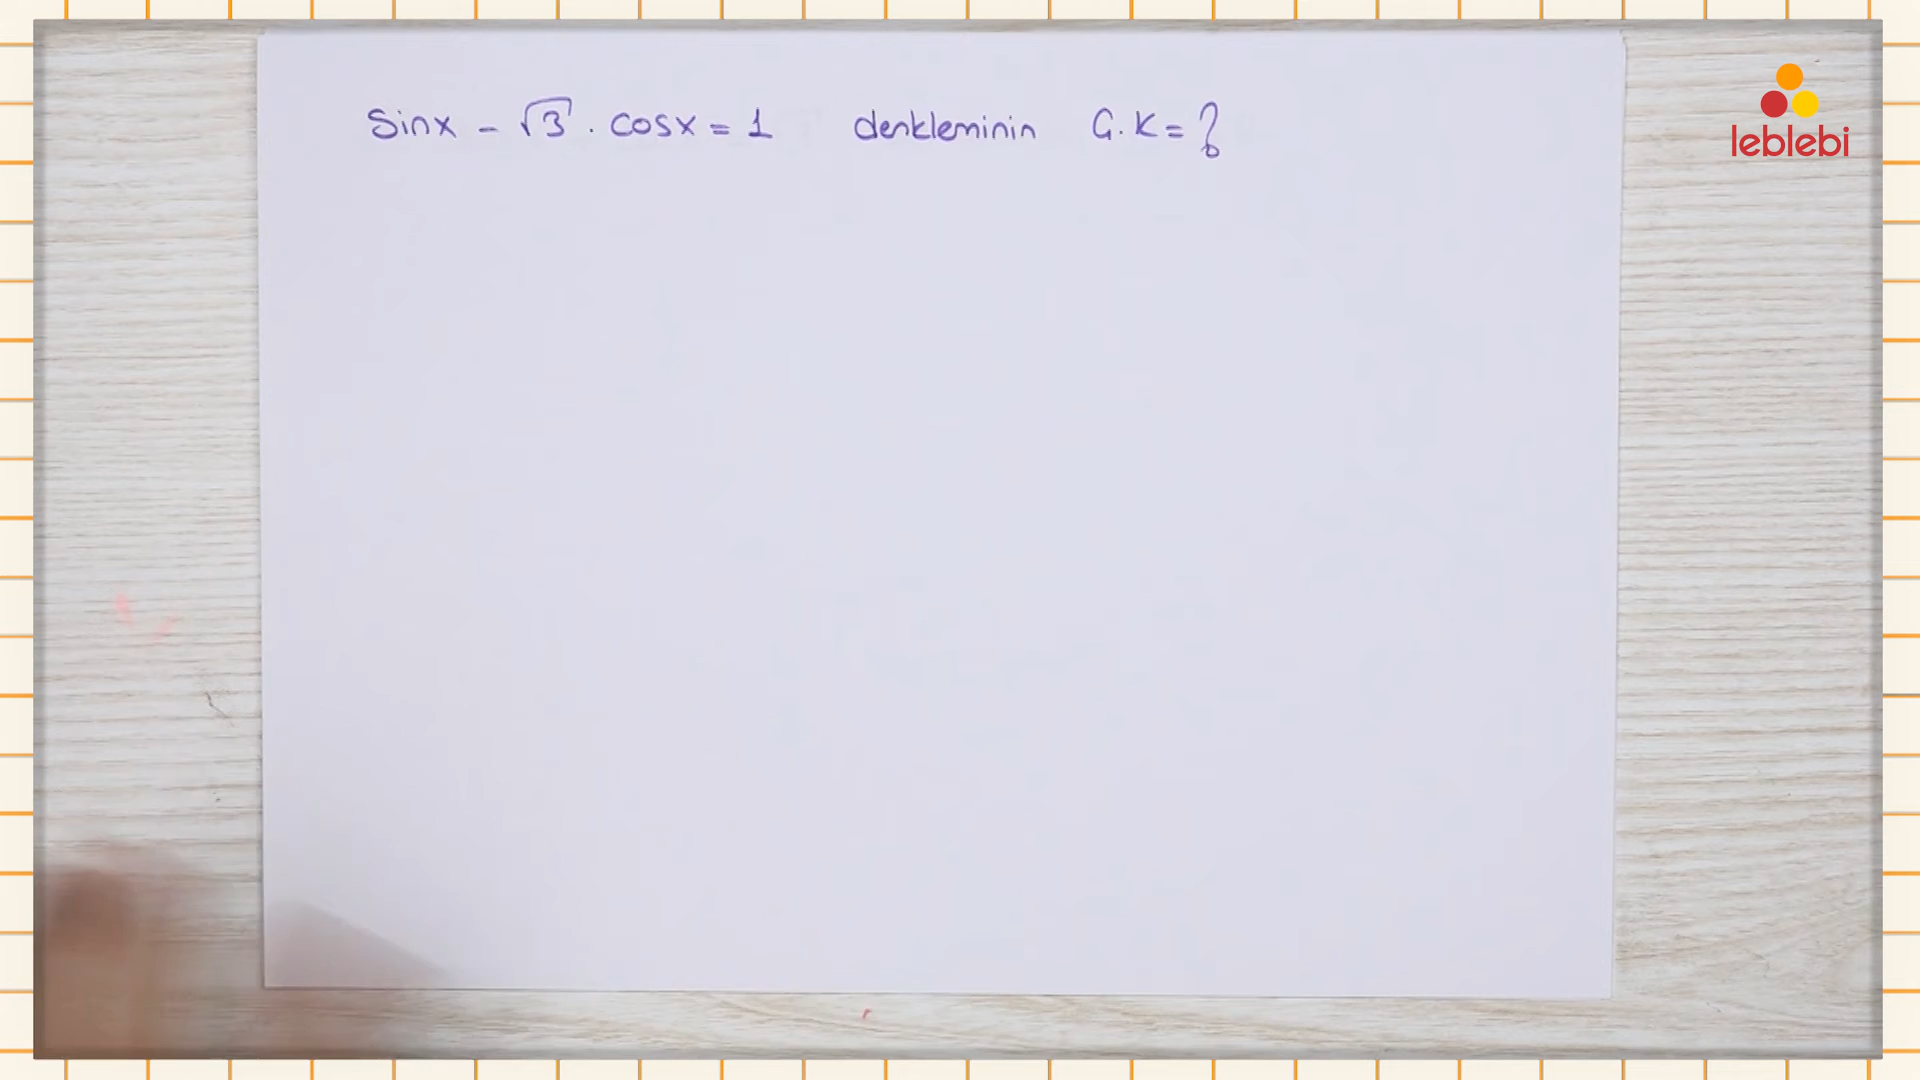 Sinx - √3 . cosx = 1 denkleminin Ç.K = ?
leblebi